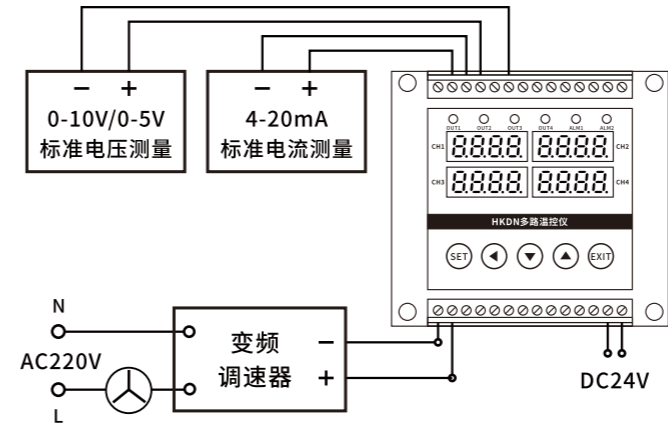 − +
0-10V/0-5V
标准电压测量
− +
4-20mA
标准电流测量
OUT1 OUT2 OUT3 OUT4 ALM1 ALM2
CH1 8.8.8.8. 8.8.8.8. CH2
CH3 8.8.8.8. 8.8.8.8. CH4
HKDN多路温控仪
SET EXIT
N
AC220V
L
变频 −
调速器 +
DC24V